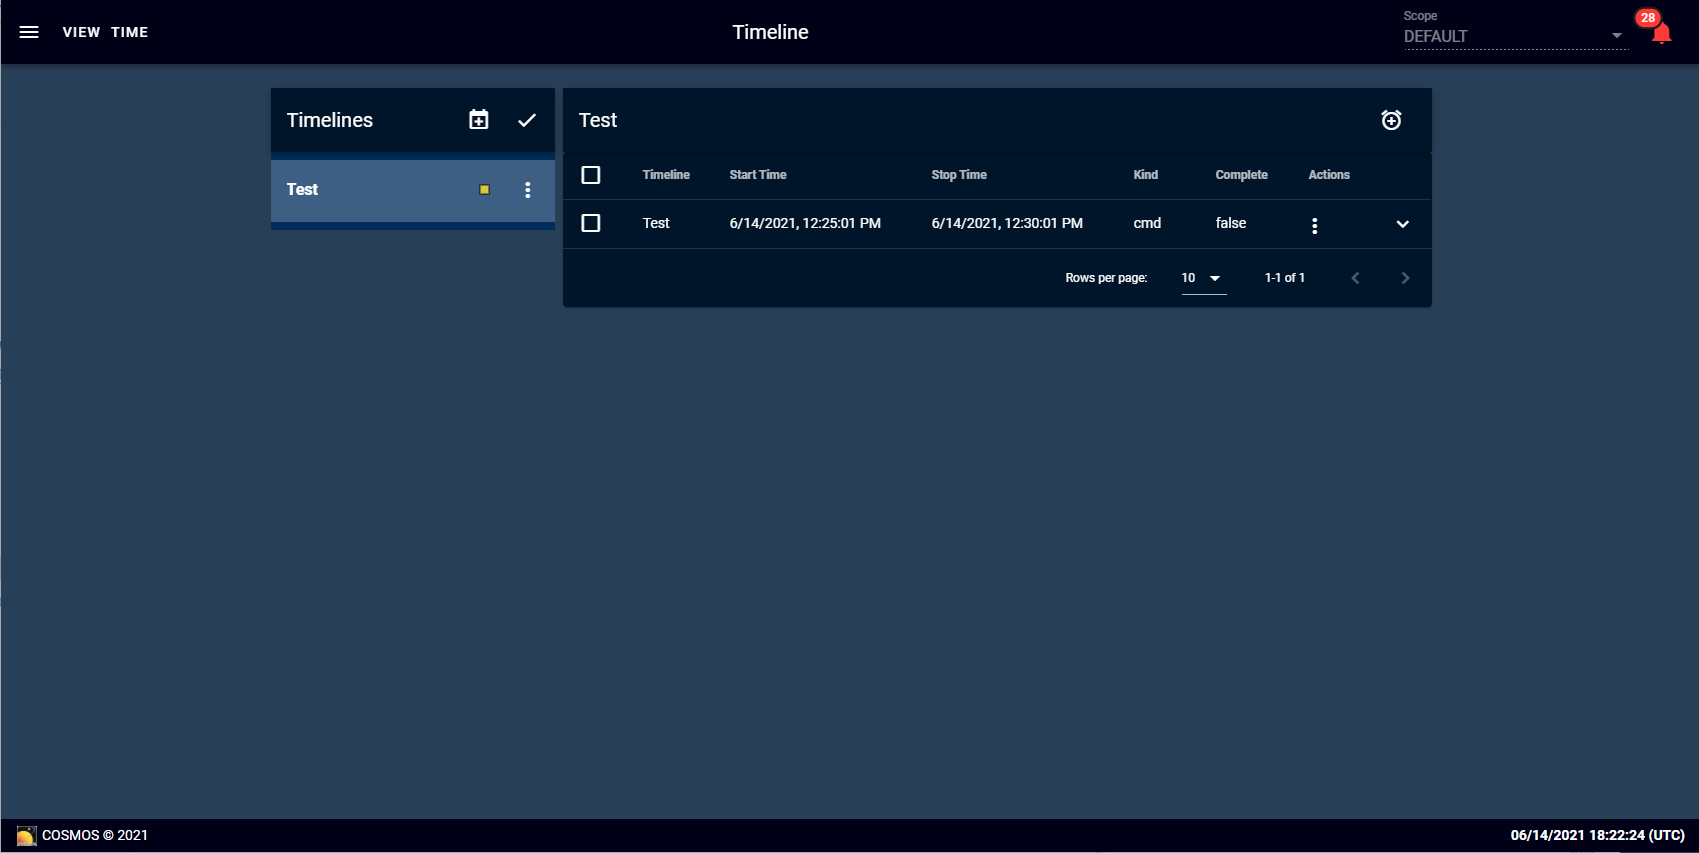 VIEW TIME
Timeline
Scope
DEFAULT
28
Timelines
Test
Test
Timeline Start Time Stop Time Kind Complete Actions
Test 6/14/2021, 12:25:01 PM 6/14/2021, 12:30:01 PM cmd false
Rows per page: 10 1-1 of 1
COSMOS © 2021
06/14/2021 18:22:24 (UTC)